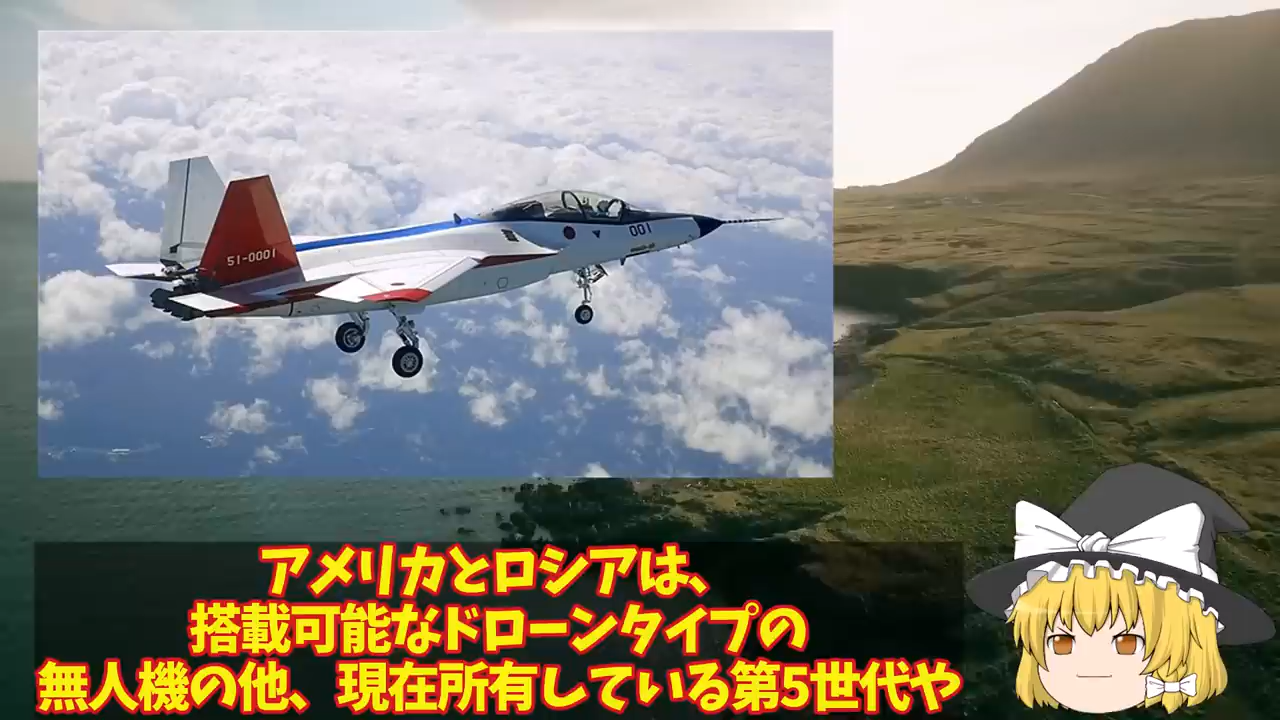 001
51-0001
アメリカとロシアは、
搭載可能なドローンタイプの
無人機の他、現在所有している第5世代や